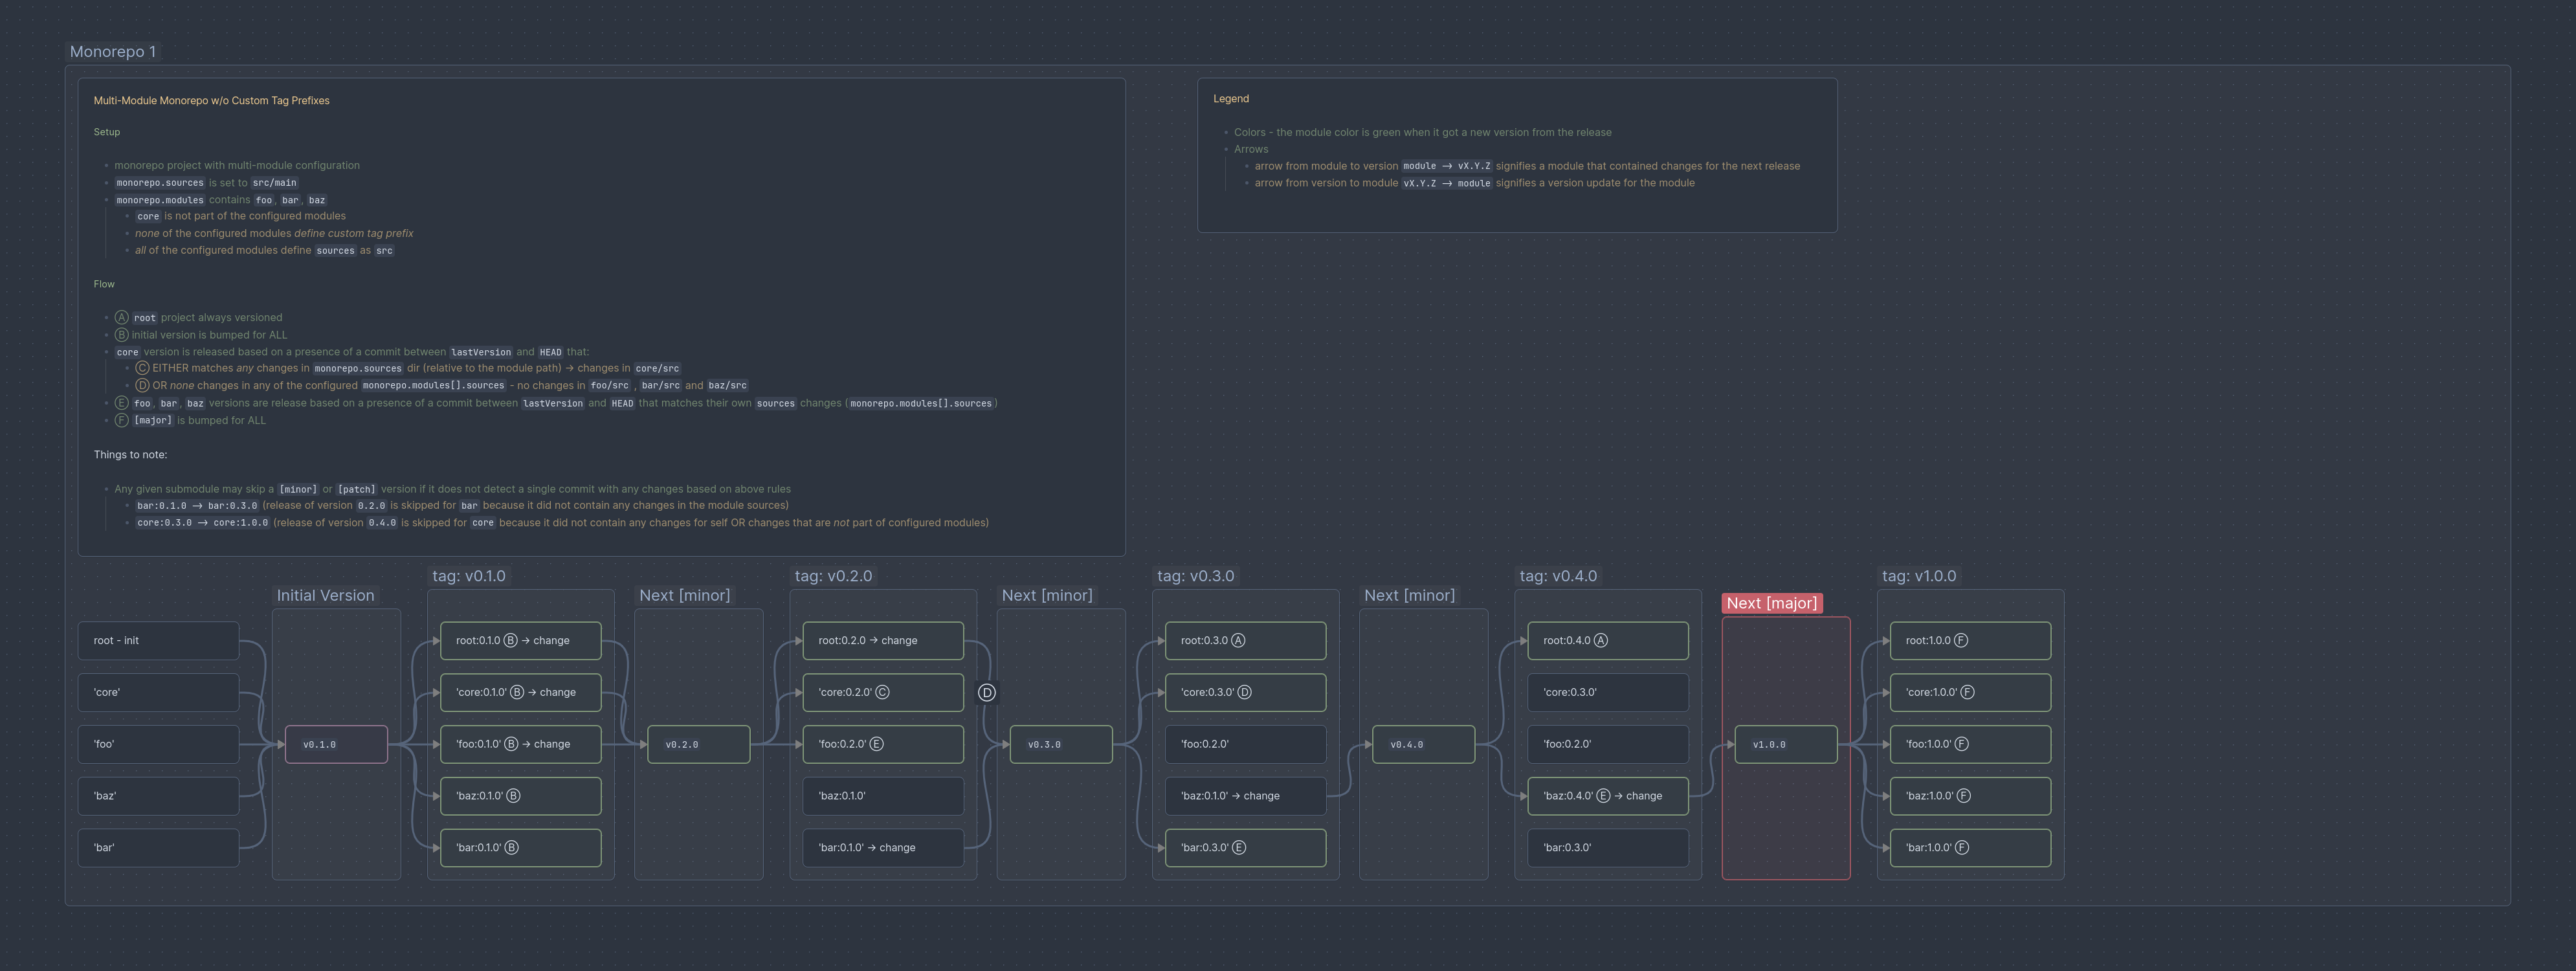 Monorepo 1
Multi-Module Monorepo w/o Custom Tag Prefixes
Setup
monorepo project with multi-module configuration
monorepo.sources is set to src/main
monorepo.modules contains foo, bar, baz
core is not part of the configured modules
none of the configured modules define custom tag prefix
all of the configured modules define sources as src
Flow
Ⓐ root project always versioned
Ⓑ initial version is bumped for ALL
core version is released based on a presence of a commit between lastVersion and HEAD that:
Ⓒ EITHER matches any changes in monorepo.sources dir (relative to the module path) → changes in core/src
Ⓓ OR none changes in any of the configured monorepo.modules[].sources - no changes in foo/src , bar/src and baz/src
Ⓔ foo, bar, baz versions are release based on a presence of a commit between lastVersion and HEAD that matches their own sources changes (monorepo.modules[].sources)
Ⓕ [major] is bumped for ALL
Things to note:
Any given submodule may skip a [minor] or [patch] version if it does not detect a single commit with any changes based on above rules
bar:0.1.0 → bar:0.3.0 (release of version 0.2.0 is skipped for bar because it did not contain any changes in the module sources)
core:0.3.0 → core:1.0.0 (release of version 0.4.0 is skipped for core because it did not contain any changes for self OR changes that are not part of configured modules)
Legend
Colors - the module color is green when it got a new version from the release
Arrows
arrow from module to version module → vX.Y.Z signifies a module that contained changes for the next release
arrow from version to module vX.Y.Z → module signifies a version update for the module
root - init
'core'
'foo'
'baz'
'bar'
Initial Version
v0.1.0
tag: v0.1.0
root:0.1.0 Ⓑ → change
'core:0.1.0' Ⓑ → change
'foo:0.1.0' Ⓑ → change
'baz:0.1.0' Ⓑ
'bar:0.1.0' Ⓑ
Next [minor]
v0.2.0
tag: v0.2.0
root:0.2.0 → change
'core:0.2.0' Ⓒ
'foo:0.2.0' Ⓔ
'baz:0.1.0'
'bar:0.1.0' → change
Ⓓ
Next [minor]
v0.3.0
tag: v0.3.0
root:0.3.0 Ⓐ
'core:0.3.0' Ⓓ
'foo:0.2.0'
'baz:0.1.0' → change
'bar:0.3.0' Ⓔ
Next [minor]
v0.4.0
tag: v0.4.0
root:0.4.0 Ⓐ
'core:0.3.0'
'foo:0.2.0'
'baz:0.4.0' Ⓔ → change
'bar:0.3.0'
Next [major]
v1.0.0
tag: v1.0.0
root:1.0.0 Ⓕ
'core:1.0.0' Ⓕ
'foo:1.0.0' Ⓕ
'baz:1.0.0' Ⓕ
'bar:1.0.0' Ⓕ